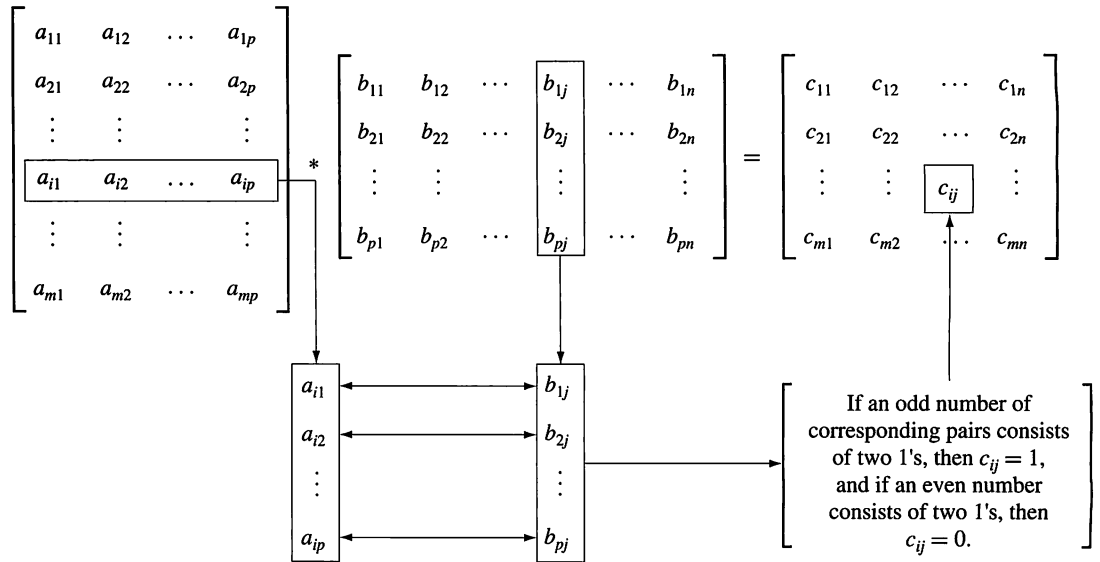 a11 a12 ... a1p
a21 a22 ... a2p
⋮ ⋮ ⋮
ai1 ai2 ... aip
⋮ ⋮ ⋮
am1 am2 ... amp
*
b11 b12 ... b1j ... b1n
b21 b22 ... b2j ... b2n
⋮ ⋮ ⋮ ⋮
bp1 bp2 ... bpj ... bpn
=
c11 c12 ... c1n
c21 c22 ... c2n
⋮ ⋮ cij ⋮
cm1 cm2 ... cmn
ai1 b1j
ai2 b2j
⋮ ⋮
aip bpj
If an odd number of
corresponding pairs consists
of two 1's, then cij = 1,
and if an even number
consists of two 1's, then
cij = 0.